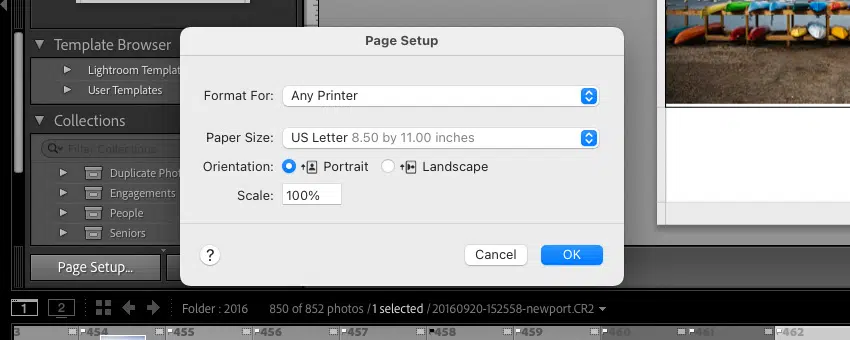 Page Setup
Template Browser
Format For: Any Printer
Lightroom Templat
User Templates
Paper Size: US Letter 8.50 by 11.00 inches
Collections
Filter Collections
Orientation: Portrait Landscape
Duplicate Phot
Scale: 100%
Engagements
People
Seniors
? Cancel OK
Page Setup...
1 2 Folder : 2016 850 of 852 photos / 1 selected / 20160920-152558-newport.CR2
454 455 456 457 458 459 460 461 462